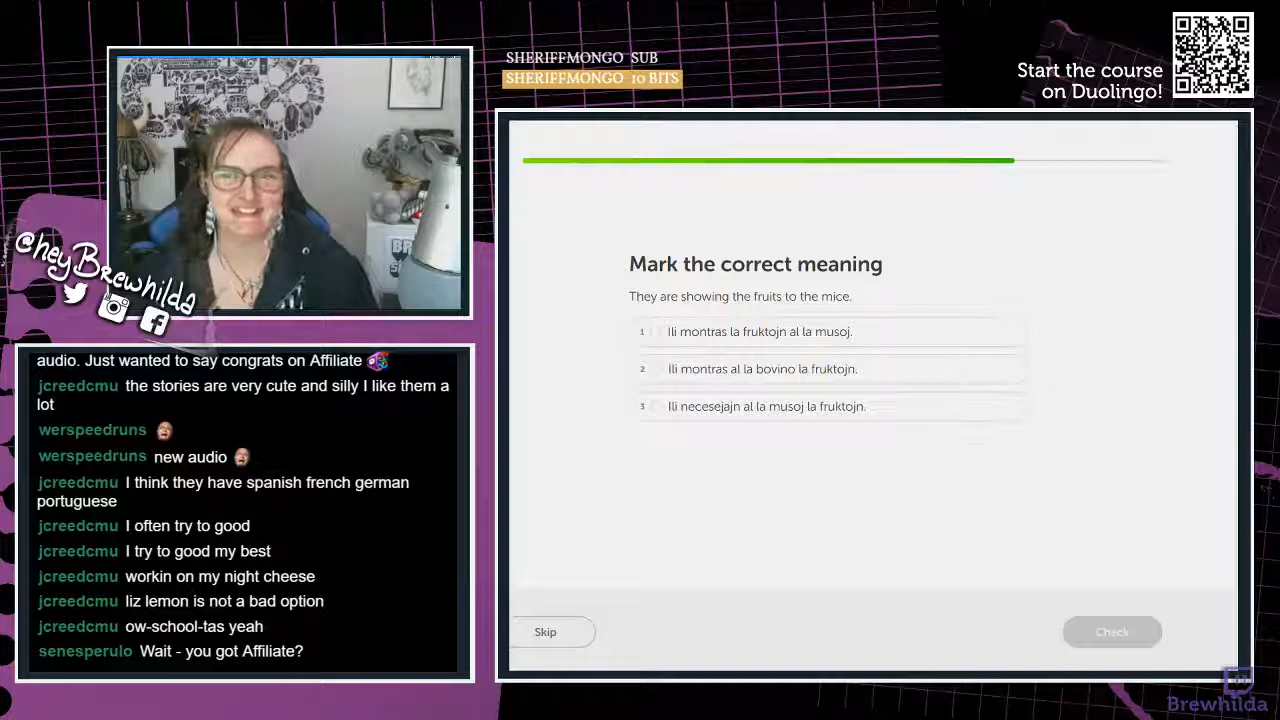 SHERIFFMONGO SUB
SHERIFFMONGO 10 BITS
Start the course
on Duolingo!
@heyBrewhilda
audio. Just wanted to say congrats on Affiliate
jcreedcmu the stories are very cute and silly I like them a
lot
werspeedruns
werspeedruns new audio
jcreedcmu I think they have spanish french german
portuguese
jcreedcmu I often try to good
jcreedcmu I try to good my best
jcreedcmu workin on my night cheese
jcreedcmu liz lemon is not a bad option
jcreedcmu ow-school-tas yeah
senesperulo Wait - you got Affiliate?
Mark the correct meaning
They are showing the fruits to the mice.
1 Ili montras la fruktojn al la musoj.
2 Ili montras al la bovino la fruktojn.
3 Ili necesejajn al la musoj la fruktojn.
Skip
Check
Brewhilda